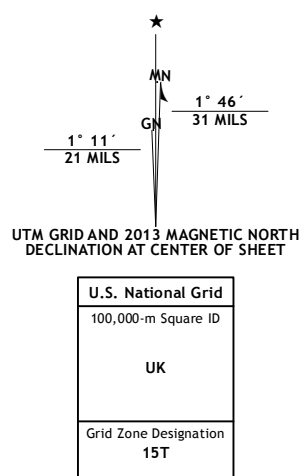 ★
MN
1° 46´
31 MILS
GN
1° 11´
21 MILS
UTM GRID AND 2013 MAGNETIC NORTH
DECLINATION AT CENTER OF SHEET
U.S. National Grid
100,000-m Square ID
UK
Grid Zone Designation
15T